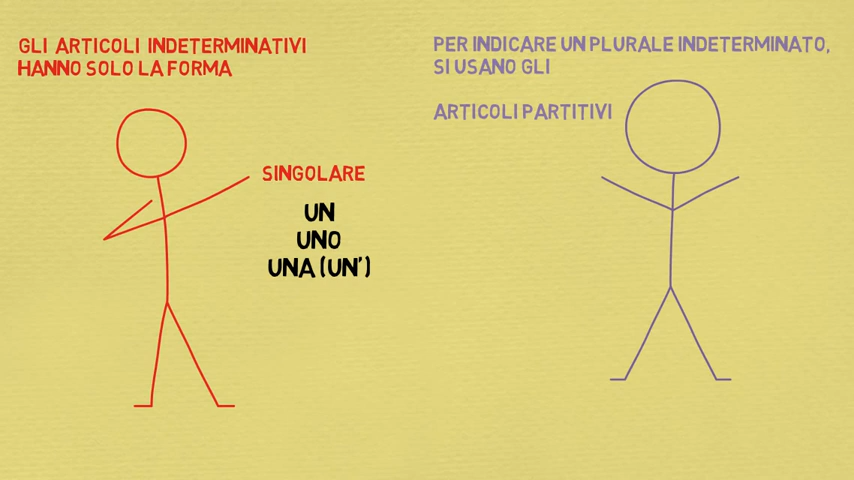 GLI ARTICOLI INDETERMINATIVI
HANNO SOLO LA FORMA
SINGOLARE
UN
UNO
UNA (UN')
PER INDICARE UN PLURALE INDETERMINATO,
SI USANO GLI
ARTICOLI PARTITIVI